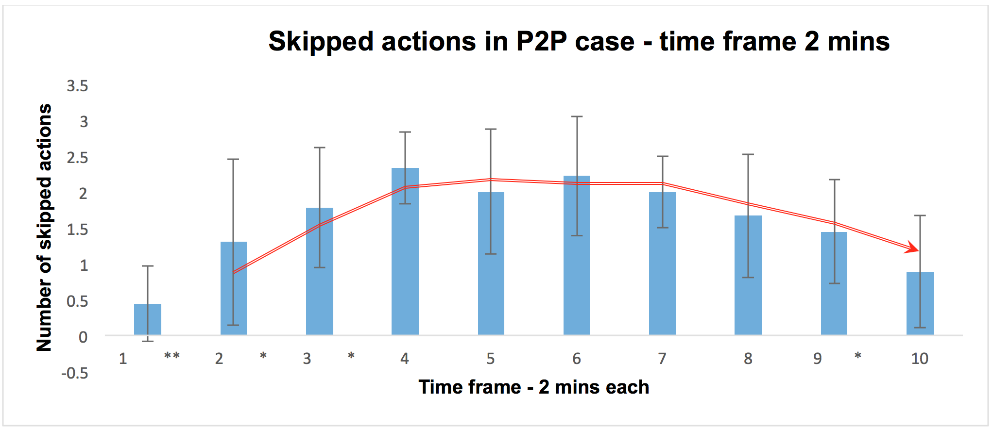 Skipped actions in P2P case - time frame 2 mins
Number of skipped actions
3.5
3
2.5
2
1.5
1
0.5
0
-0.5
1 ** 2 * 3 * 4 5 6 7 8 9 * 10
Time frame - 2 mins each